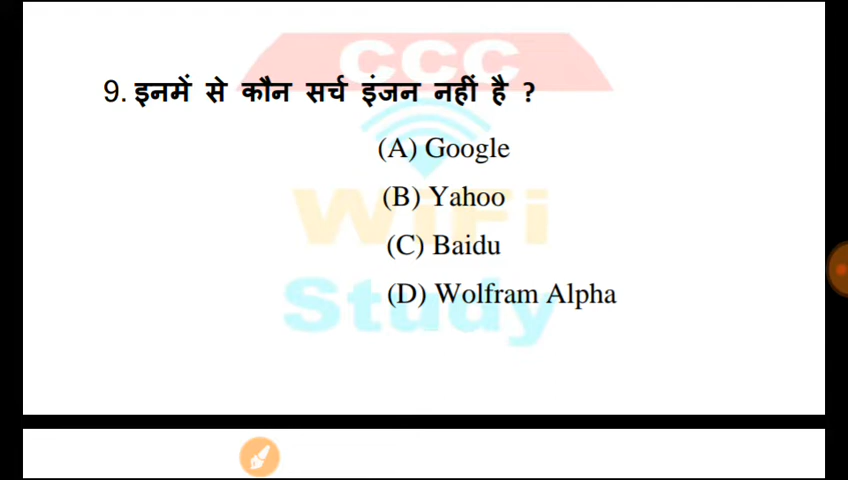 CCC
9. इनमें से कौन सर्च इंजन नहीं है ?
(A) Google
(B) Yahoo
WiFi
(C) Baidu
(D) Wolfram Alpha
Study